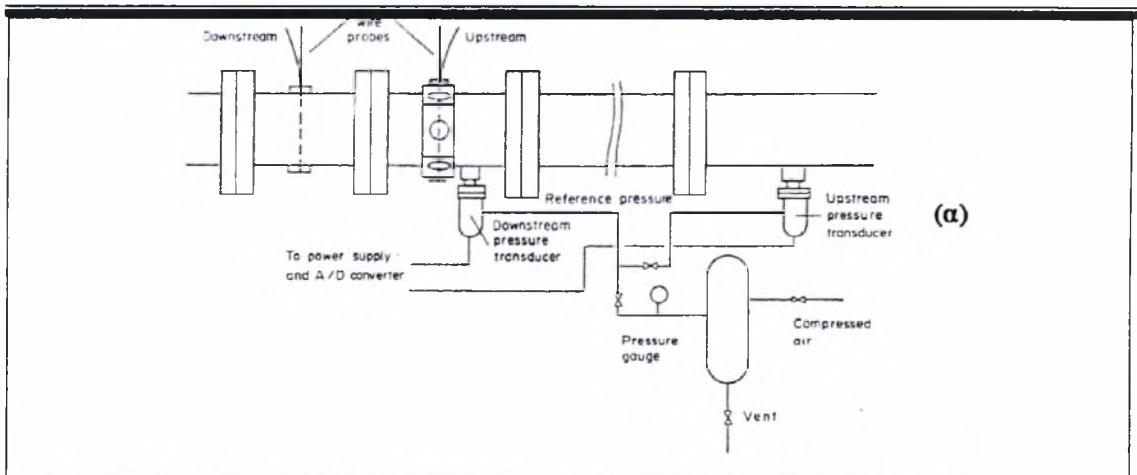 wire
Downstream
probes
Upstream
Reference pressure
Downstream
pressure
transducer
Upstream
pressure
transducer
(α)
To power supply
and A/D converter
Pressure
gauge
Compressed
air
Vent